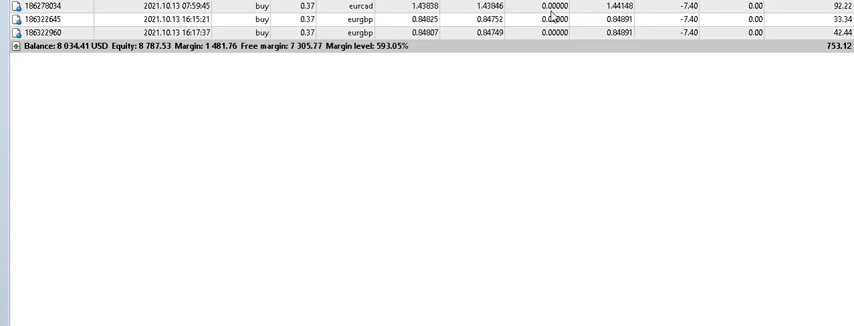 186278034 2021.10.13 07:59:45 buy 0.37 eurcad 1.43838 1.43846 0.00000 1.44148 -7.40 0.00 92.22
186322645 2021.10.13 16:15:21 buy 0.37 eurgbp 0.84825 0.84752 0.84891 -7.40 0.00 33.34
186322960 2021.10.13 16:17:37 buy 0.37 eurgbp 0.84807 0.84749 0.00000 0.84891 -7.40 0.00 42.44
Balance: 8 034.41 USD Equity: 8 787.53 Margin: 1 481.76 Free margin: 7 305.77 Margin level: 593.05% 753.12